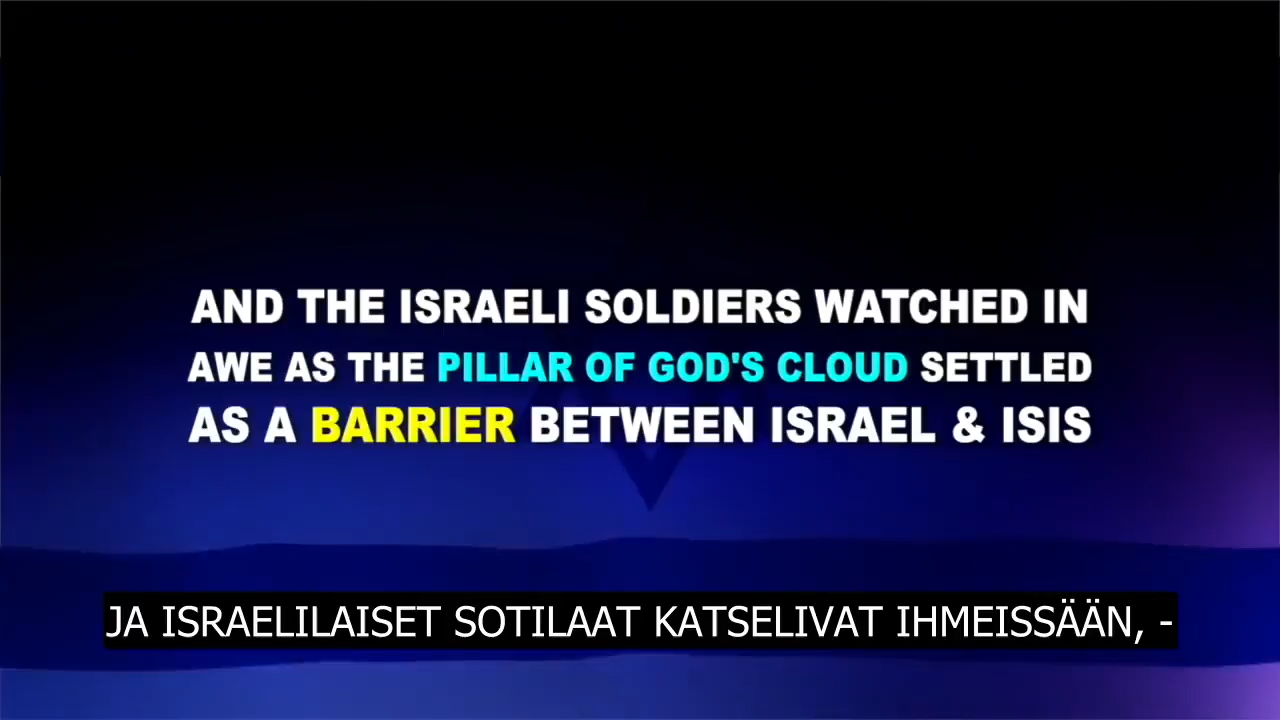 AND THE ISRAELI SOLDIERS WATCHED IN
AWE AS THE PILLAR OF GOD'S CLOUD SETTLED
AS A BARRIER BETWEEN ISRAEL & ISIS
JA ISRAELILAISET SOTILAAT KATSELIVAT IHMEISSÄÄN, -